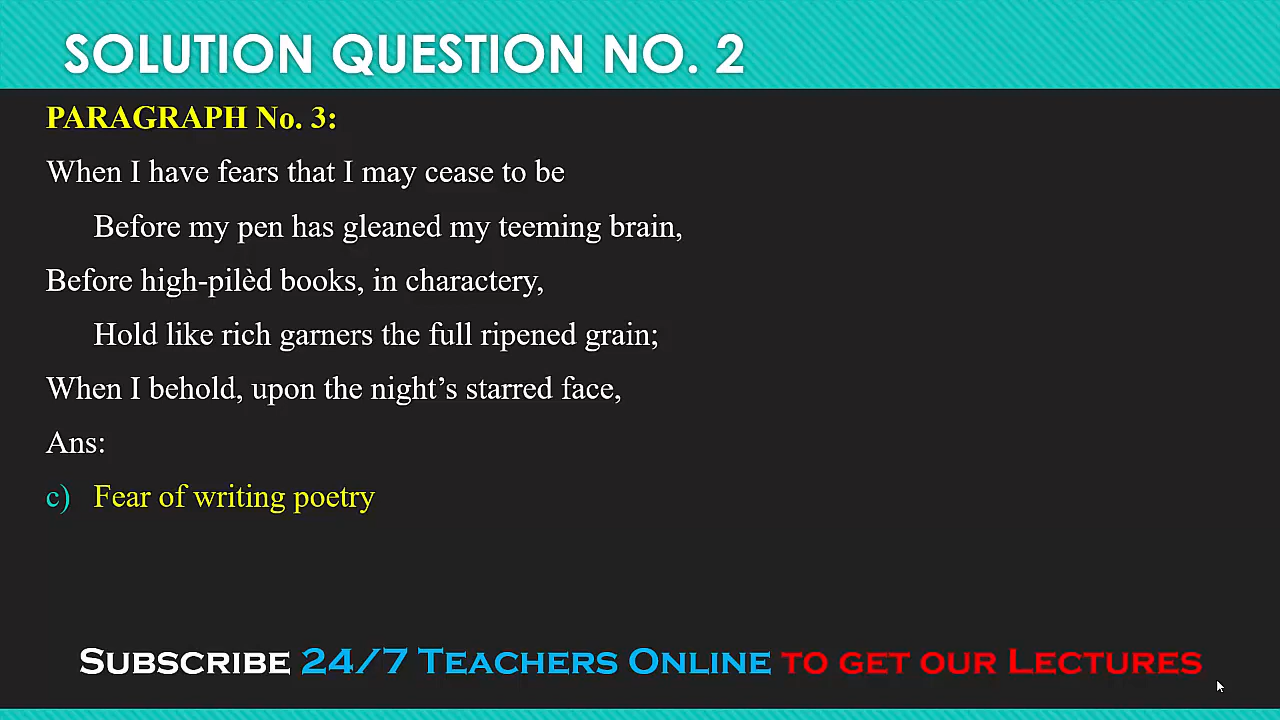 SOLUTION QUESTION NO. 2
PARAGRAPH No. 3:
When I have fears that I may cease to be
Before my pen has gleaned my teeming brain,
Before high-pilèd books, in charactery,
Hold like rich garners the full ripened grain;
When I behold, upon the night’s starred face,
Ans:
c) Fear of writing poetry
Subscribe 24/7 Teachers Online to get our Lectures